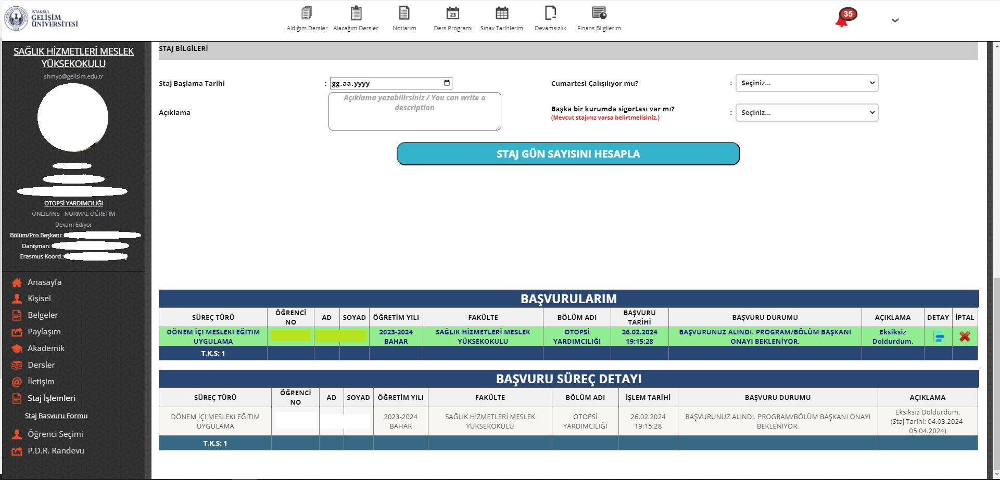 İSTANBUL
GELİŞİM
ÜNİVERSİTESİ
Aldığım Dersler
Alacağım Dersler
Notlarım
23
Ders Programı
Sınav Tarihlerim
Devamsızlık
Finans Bilgilerim
35
SAĞLIK HİZMETLERİ MESLEK
YÜKSEKOKULU
shmyo@gelisim.edu.tr
OTOPSİ YARDIMCILIĞI
ÖNLİSANS - NORMAL ÖĞRETİM
Devam Ediyor
Bölüm/Pro.Başkanı:
Danişman:
Erasmus Koord.:
Anasayfa
Kişisel
Belgeler
Paylaşım
Akademik
Dersler
İletişim
Staj İşlemleri
Staj Basvuru Formu
Öğrenci Seçimi
P.D.R. Randevu
STAJ BİLGİLERİ
Staj Başlama Tarihi : gg.aa.yyyy
Cumartesi Çalışılıyor mu? : Seçiniz...
Açıklama
Açıklama yazabilirsiniz / You can write a
description
Başka bir kurumda sigortası var mı? : Seçiniz...
(Mevcut stajınız varsa belirtmelisiniz.)
STAJ GÜN SAYISINI HESAPLA
BAŞVURULARIM
SÜREÇ TÜRÜ
ÖĞRENCİ
NO
AD
SOYAD
ÖĞRETİM YILI
FAKÜLTE
BÖLÜM ADI
BAŞVURU
TARİHİ
BAŞVURU DURUMU
AÇIKLAMA
DETAY
İPTAL
DÖNEM İÇI MESLEKI EĞITIM
UYGULAMA
2023-2024
BAHAR
SAĞLIK HİZMETLERİ MESLEK
YÜKSEKOKULU
OTOPSİ
YARDIMCILIĞI
26.02.2024
19:15:28
BAŞVURUNUZ ALINDI. PROGRAM/BÖLÜM BAŞKANI
ONAYI BEKLENİYOR.
Eksiksiz
Doldurdum.
T.K.S: 1
BAŞVURU SÜREÇ DETAYI
SÜREÇ TÜRÜ
ÖĞRENCİ
NO
AD
SOYAD
ÖĞRETİM YILI
FAKÜLTE
BÖLÜM ADI
İŞLEM TARİHİ
BAŞVURU DURUMU
AÇIKLAMA
DÖNEM İÇI MESLEKI EĞITIM
UYGULAMA
2023-2024
BAHAR
SAĞLIK HİZMETLERİ MESLEK
YÜKSEKOKULU
OTOPSİ
YARDIMCILIĞI
26.02.2024
19:15:28
BAŞVURUNUZ ALINDI. PROGRAM/BÖLÜM BAŞKANI ONAYI
BEKLENİYOR.
Eksiksiz Doldurdum.
(Staj Tarihi: 04.03.2024-
05.04.2024)
T.K.S: 1